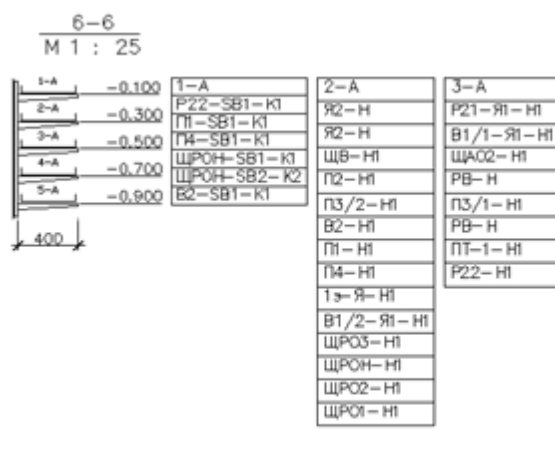 6-6
М 1 : 25
1-А
-0.100
2-А
-0.300
3-А
-0.500
4-А
-0.700
5-А
-0.900
400
1-А
Р22-SB1-К1
П1-SB1-К1
П4-SB1-К1
ЩРОН-SB1-К1
ЩРОН-SB2-К2
В2-SB1-К1
2-А
Я2-Н
Я2-Н
ЩВ-Н1
П2-Н1
П3/2-Н1
В2-Н1
П1-Н1
П4-Н1
1э-Я-Н1
В1/2-Я1-Н1
ЩРО3-Н1
ЩРОН-Н1
ЩРО2-Н1
ЩРО1-Н1
3-А
Р21-Я1-Н1
В1/1-Я1-Н1
ЩАО2-Н1
РВ-Н
П3/1-Н1
РВ-Н
ПТ-1-Н1
Р22-Н1